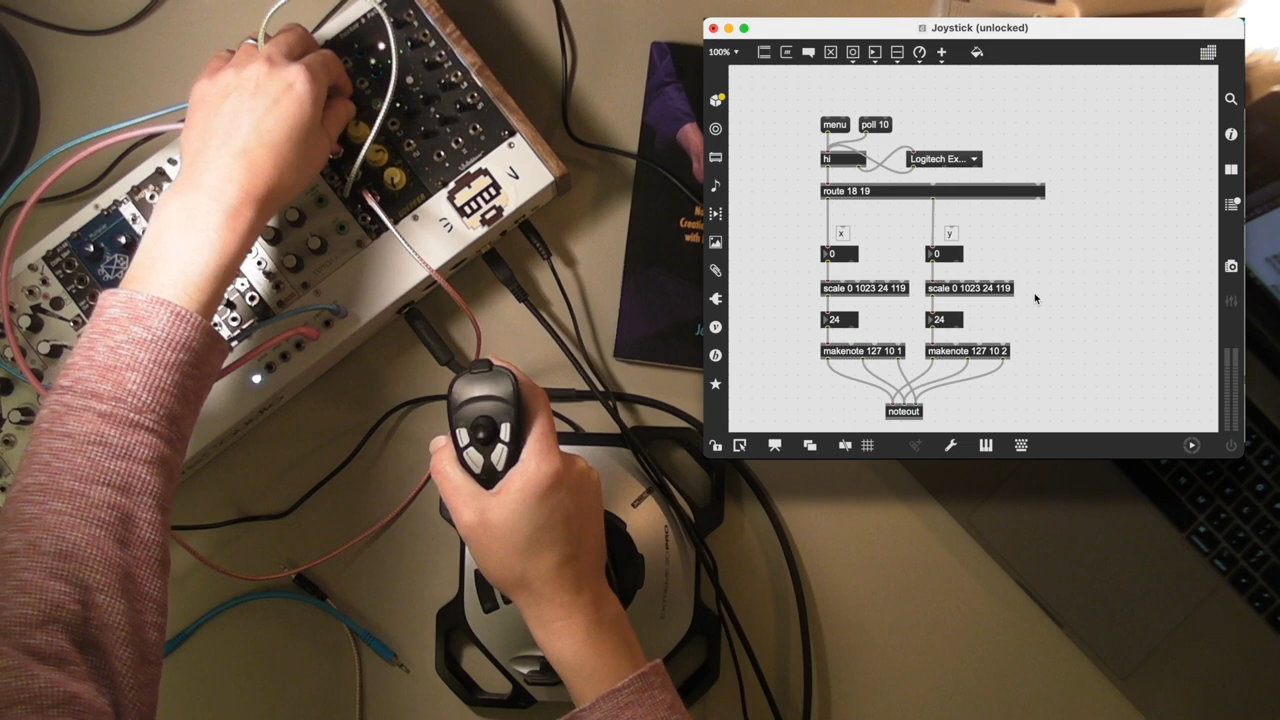 Joystick (unlocked)
100%
menu
poll 10
hi
Logitech Ex...
route 18 19
x
y
0
0
scale 0 1023 24 119
scale 0 1023 24 119
24
24
makenote 127 10 1
makenote 127 10 2
noteout